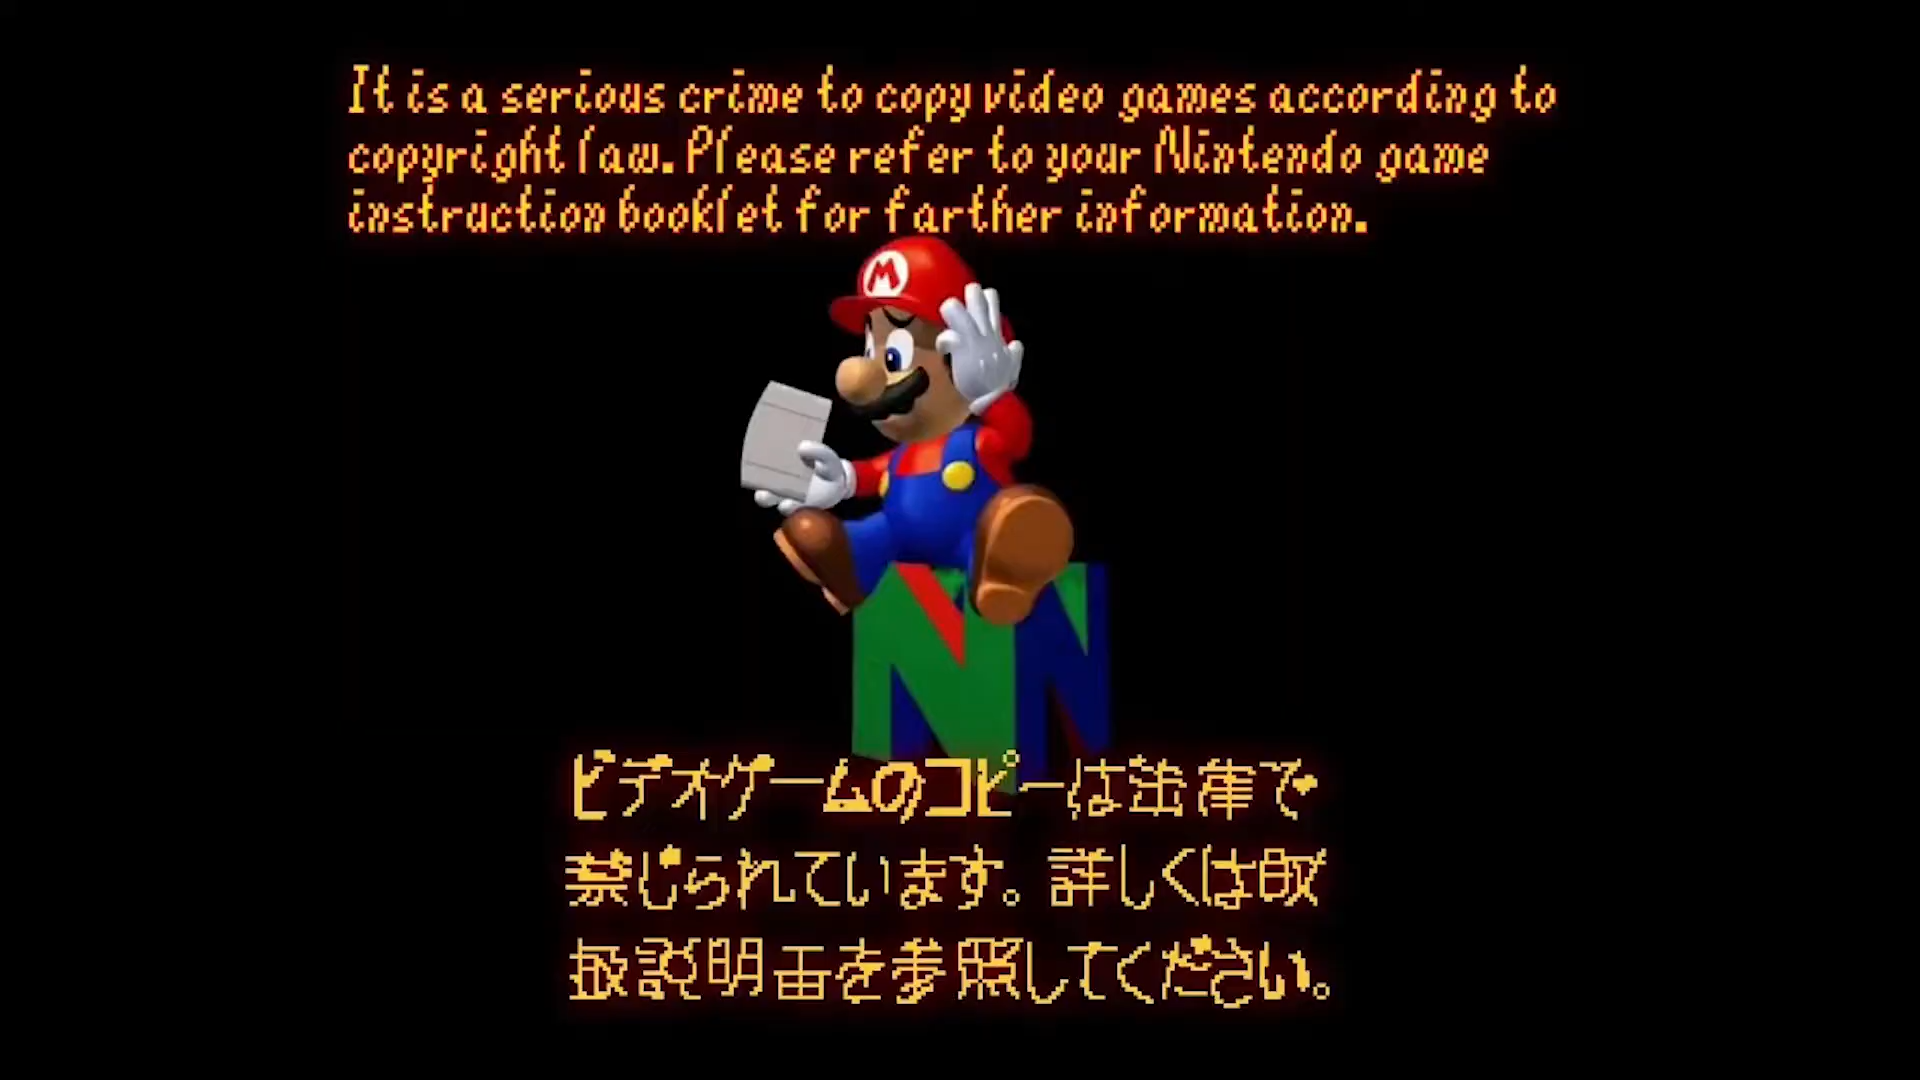 It is a serious crime to copy video games according to
copyright law. Please refer to your Nintendo game
instruction booklet for farther information.
M
ビデオゲームのコピーは法律で
禁じられています。詳しくは取
扱説明書を参照してください。